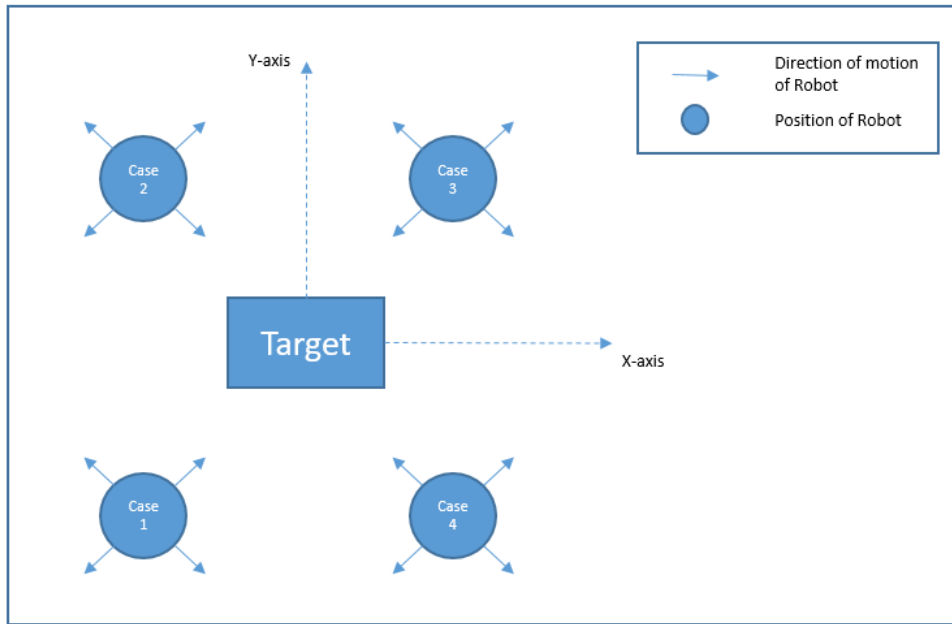 Y-axis
Direction of motion
of Robot
Position of Robot
Case
2
Case
3
Target
X-axis
Case
1
Case
4